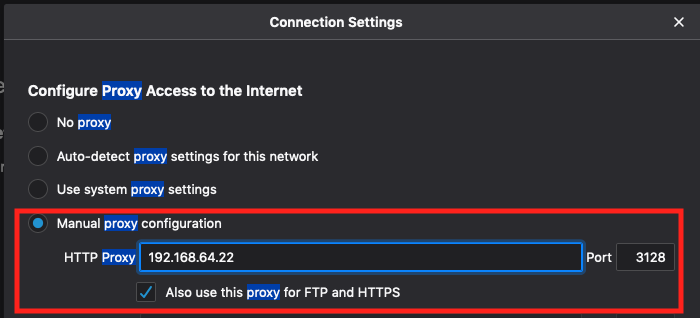 Connection Settings
Configure Proxy Access to the Internet
No proxy
Auto-detect proxy settings for this network
Use system proxy settings
Manual proxy configuration
HTTP Proxy 192.168.64.22 Port 3128
Also use this proxy for FTP and HTTPS